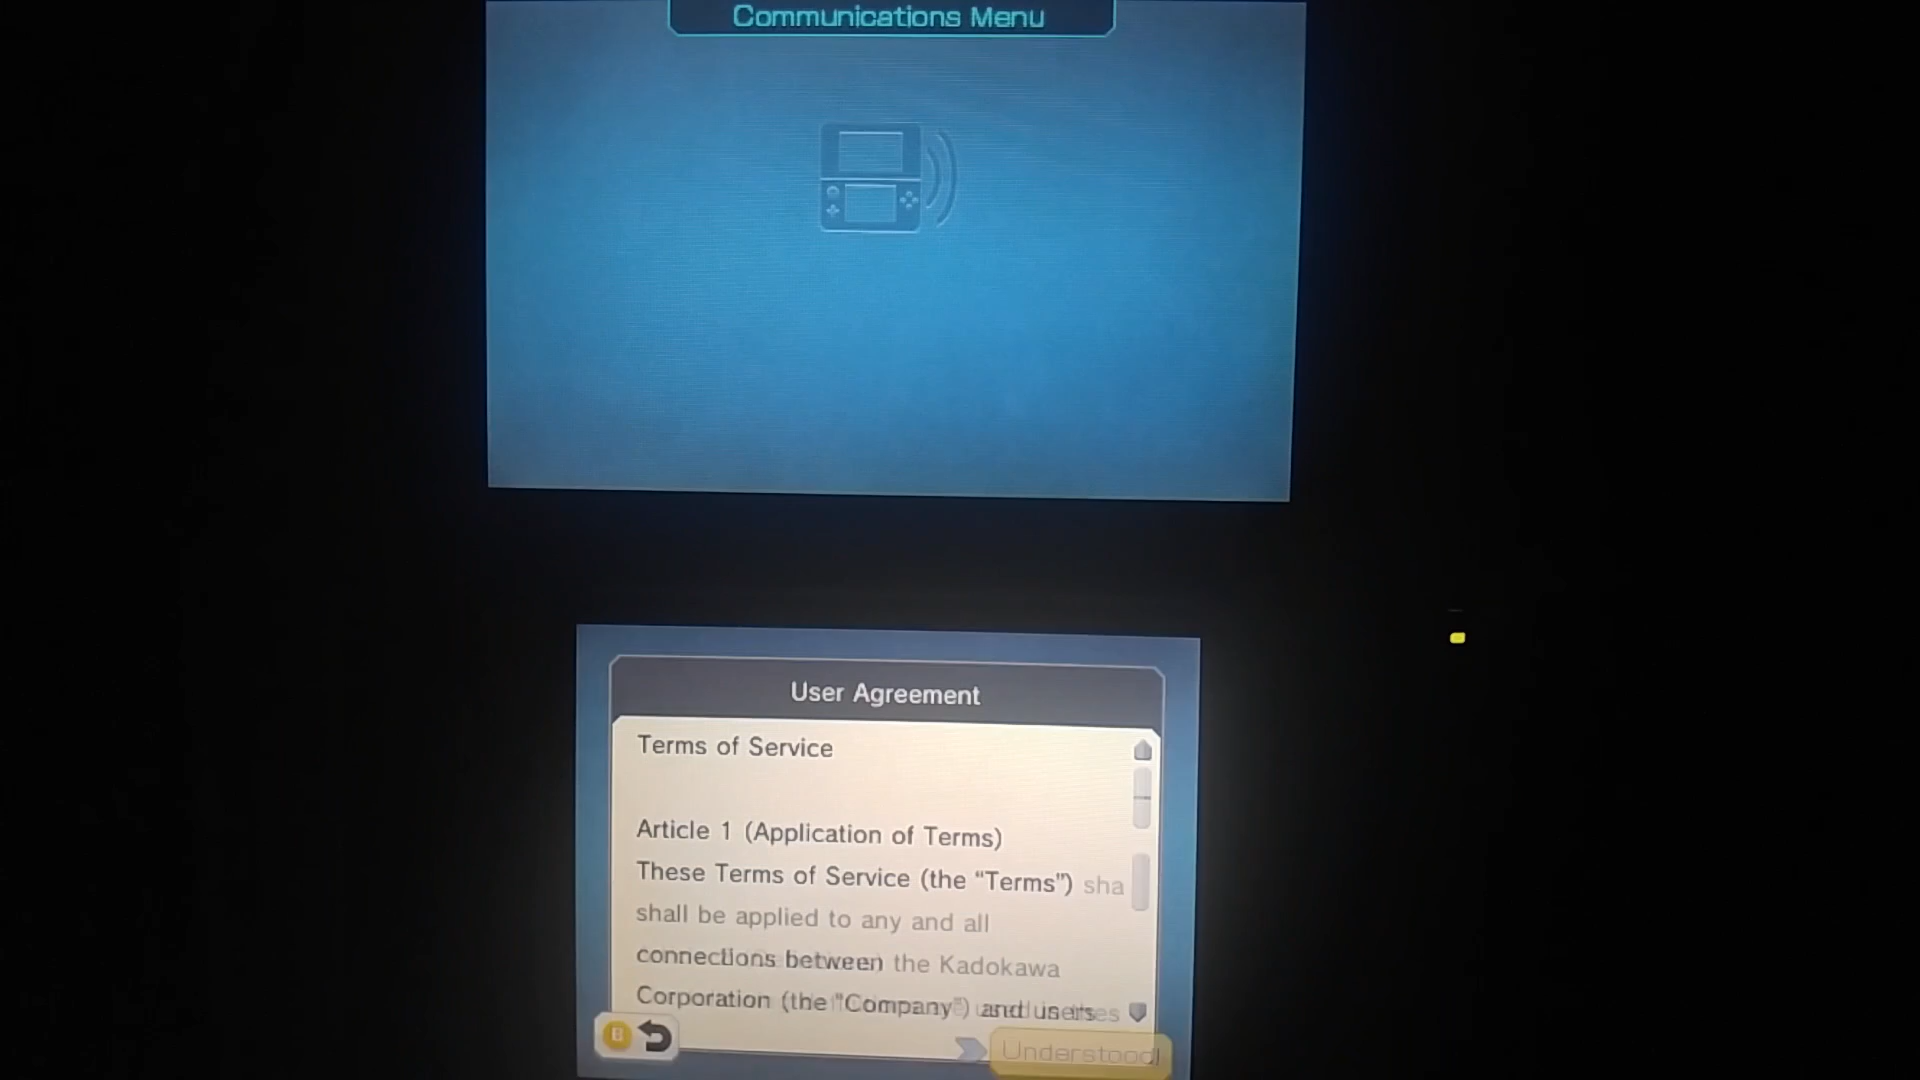 Communications Menu
User Agreement
Terms of Service
Article 1 (Application of Terms)
These Terms of Service (the “Terms”) sha
shall be applied to any and all
connections between the Kadokawa
Corporation (the "Company") and users
B
Understood